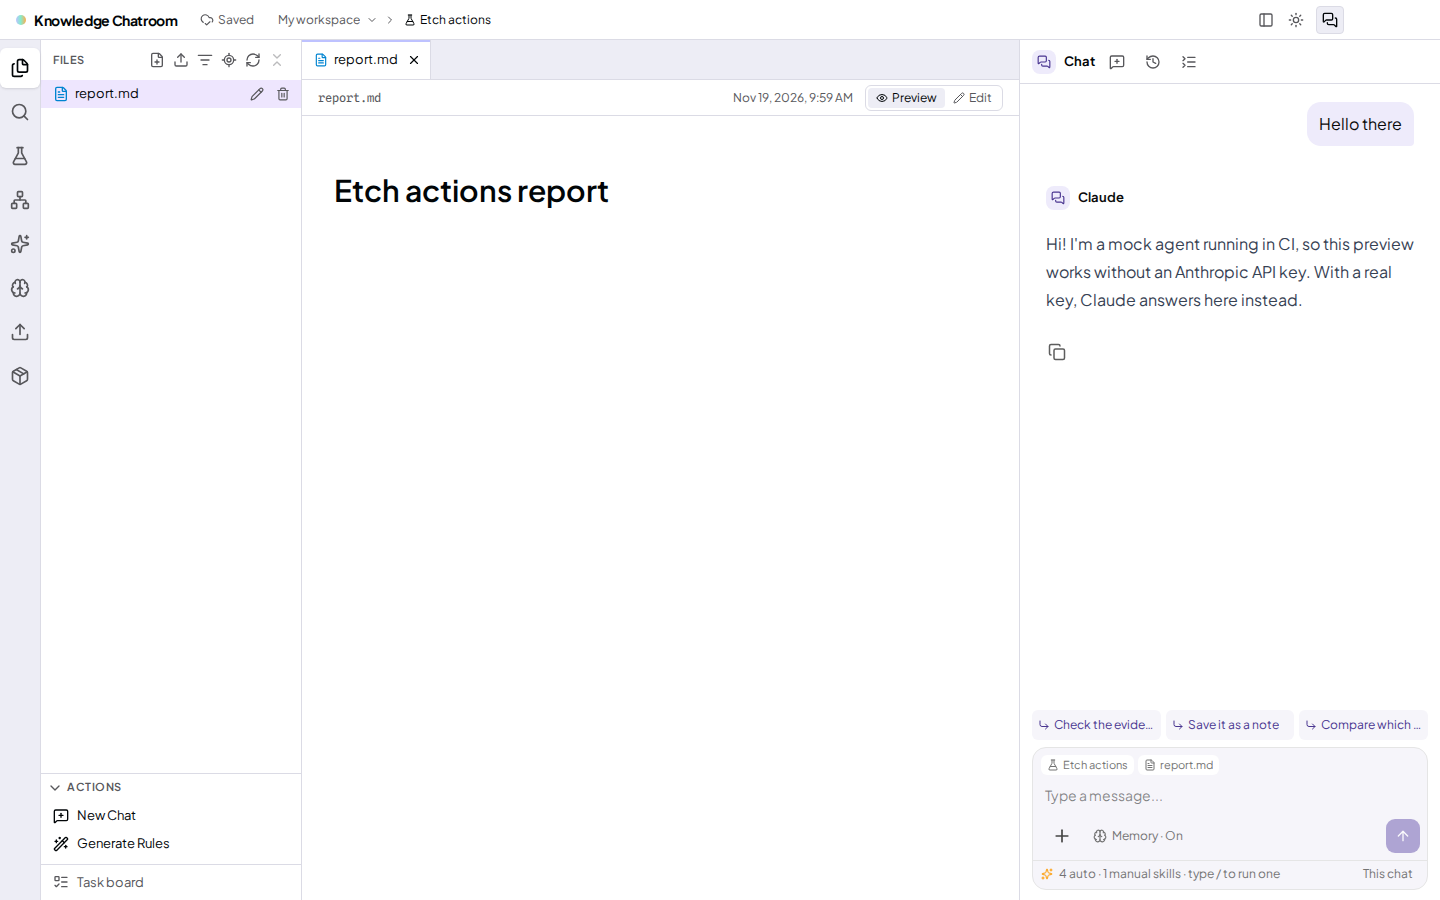 Knowledge Chatroom
Saved
My workspace
Etch actions
FILES
report.md
report.md
report.md
Nov 19, 2026, 9:59 AM
Preview
Edit
Etch actions report
ACTIONS
New Chat
Generate Rules
Task board
Chat
Hello there
Claude
Hi! I'm a mock agent running in CI, so this preview
works without an Anthropic API key. With a real
key, Claude answers here instead.
Check the evide...
Save it as a note
Compare which ...
Etch actions
report.md
Type a message...
Memory · On
4 auto · 1 manual skills · type / to run one
This chat